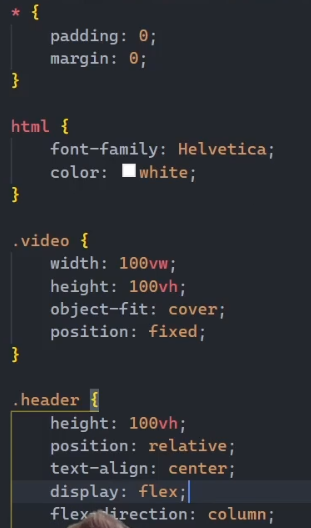 * {
    padding: 0;
    margin: 0;
}
html {
    font-family: Helvetica;
    color: white;
}
.video {
    width: 100vw;
    height: 100vh;
    object-fit: cover;
    position: fixed;
}
.header {
    height: 100vh;
    position: relative;
    text-align: center;
    display: flex;
    flex-direction: column;